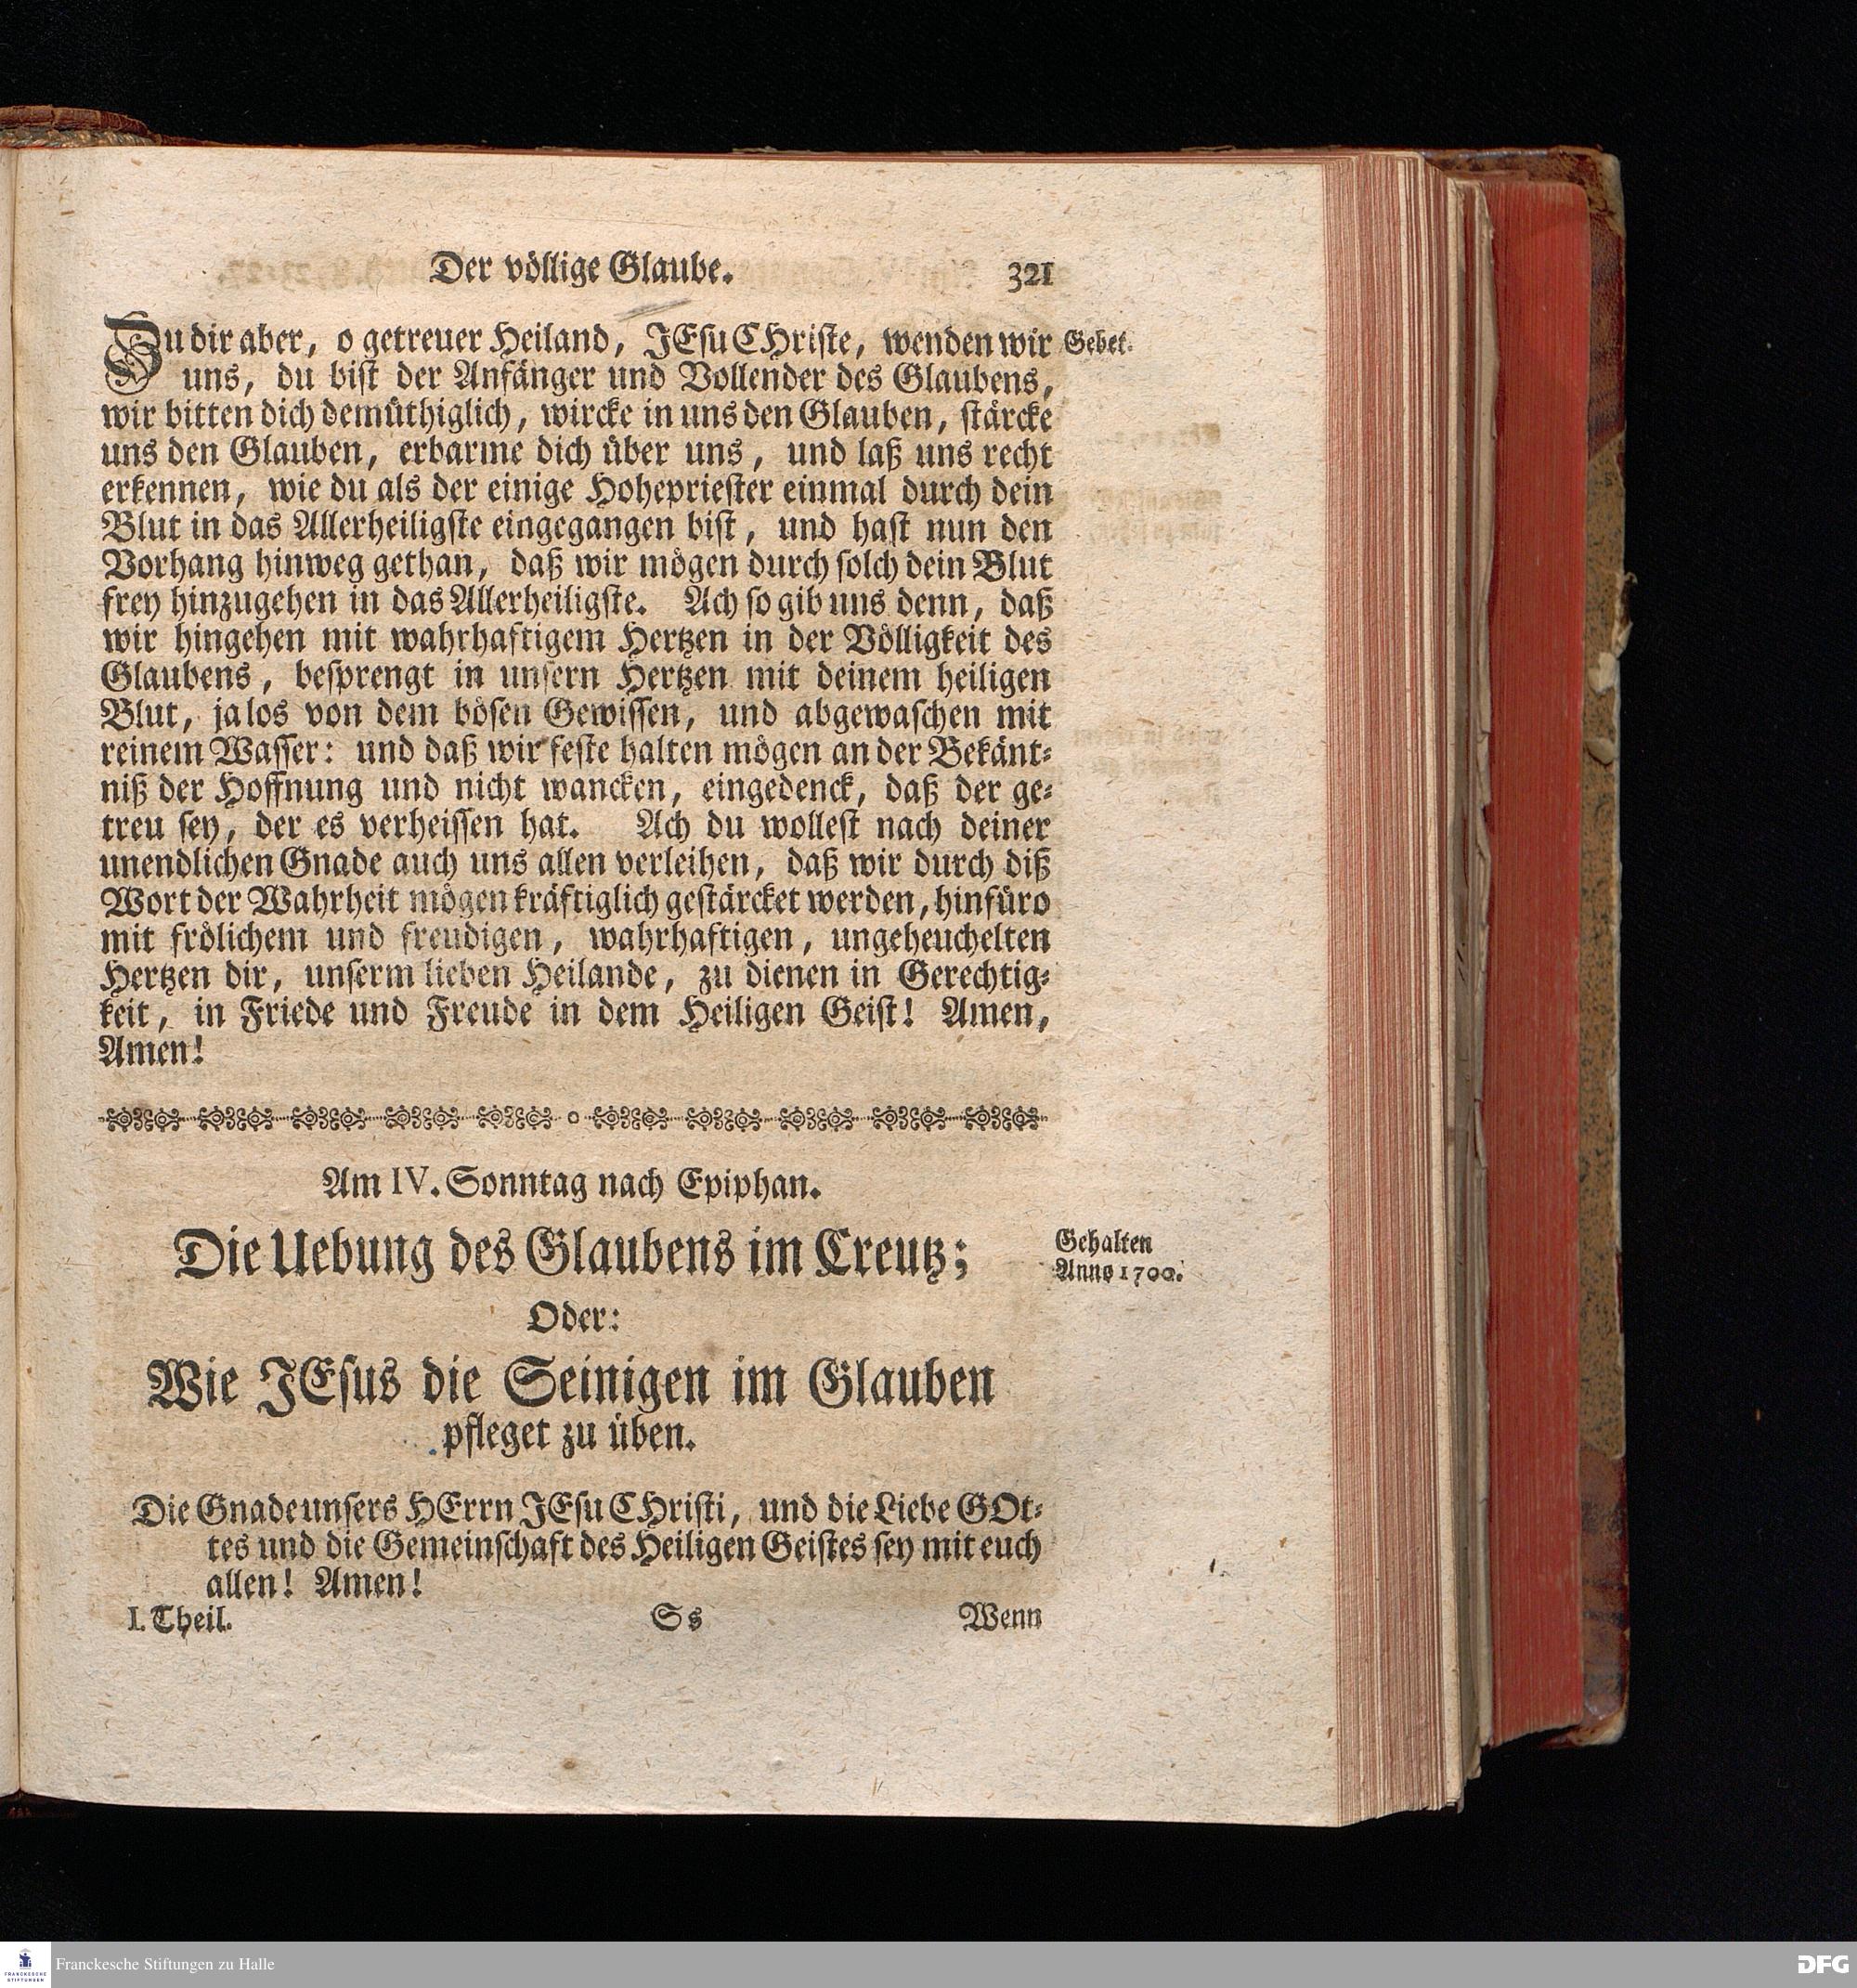 Der völlige Glaube. 321
Zu dir aber, o getreuer Heiland, JEſu CHriſte, wenden wir Gebet.
uns, du biſt der Anfänger und Vollender des Glaubens,
wir bitten dich demüthiglich, wircke in uns den Glauben, ſtärcke
uns den Glauben, erbarme dich über uns, und laß uns recht
erkennen, wie du als der einige Hoheprieſter einmal durch dein
Blut in das Allerheiligſte eingegangen biſt, und haſt nun den
Vorhang hinweg gethan, daß wir mögen durch ſolch dein Blut
frey hinzugehen in das Allerheiligſte. Ach ſo gib uns denn, daß
wir hingehen mit wahrhaftigem Hertzen in der Völligkeit des
Glaubens, beſprengt in unſern Hertzen mit deinem heiligen
Blut, ja los von dem böſen Gewiſſen, und abgewaſchen mit
reinem Waſſer: und daß wir feſte halten mögen an der Bekänt⸗
niß der Hoffnung und nicht wancken, eingedenck, daß der ge⸗
treu ſey, der es verheiſſen hat. Ach du wolleſt nach deiner
unendlichen Gnade auch uns allen verleihen, daß wir durch diß
Wort der Wahrheit mögen kräftiglich geſtärcket werden, hinfüro
mit frölichem und freudigen, wahrhaftigen, ungeheuchelten
Hertzen dir, unſerm lieben Heilande, zu dienen in Gerechtig⸗
keit, in Friede und Freude in dem Heiligen Geiſt! Amen,
Amen!
Am IV. Sonntag nach Epiphan.
Die Uebung des Glaubens im Creutz;
Gehalten
Anno 1700.
Oder:
Wie JEſus die Seinigen im Glauben
pfleget zu üben.
Die Gnade unſers HErrn JEſu CHriſti, und die Liebe GOt⸗
tes und die Gemeinſchaft des Heiligen Geiſtes ſey mit euch
allen! Amen!
I. Theil. Ss Wenn
FRANCKESCHE
STIFTUNGEN
Franckesche Stiftungen zu Halle
DFG